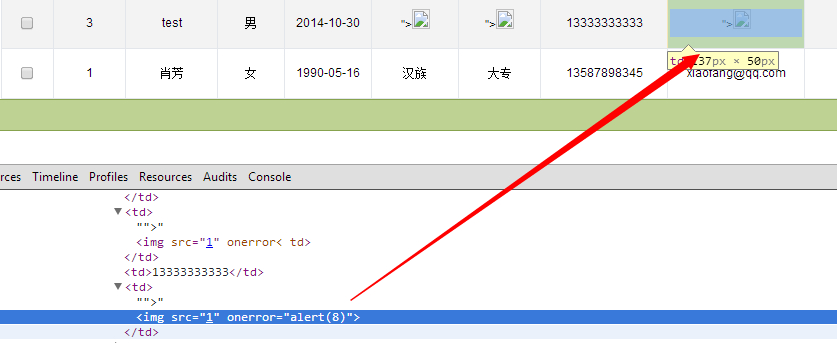 3 test 男 2014-10-30 "> "> 13333333333 ">
td 237px × 50px
1 肖芳 女 1990-05-16 汉族 大专 13587898345 xiaofang@qq.com
rces Timeline Profiles Resources Audits Console
</td>
▼<td>
"">"
<img src="1" onerror< td>
</td>
<td>13333333333</td>
▼<td>
"">"
<img src="1" onerror="alert(8)">
</td>